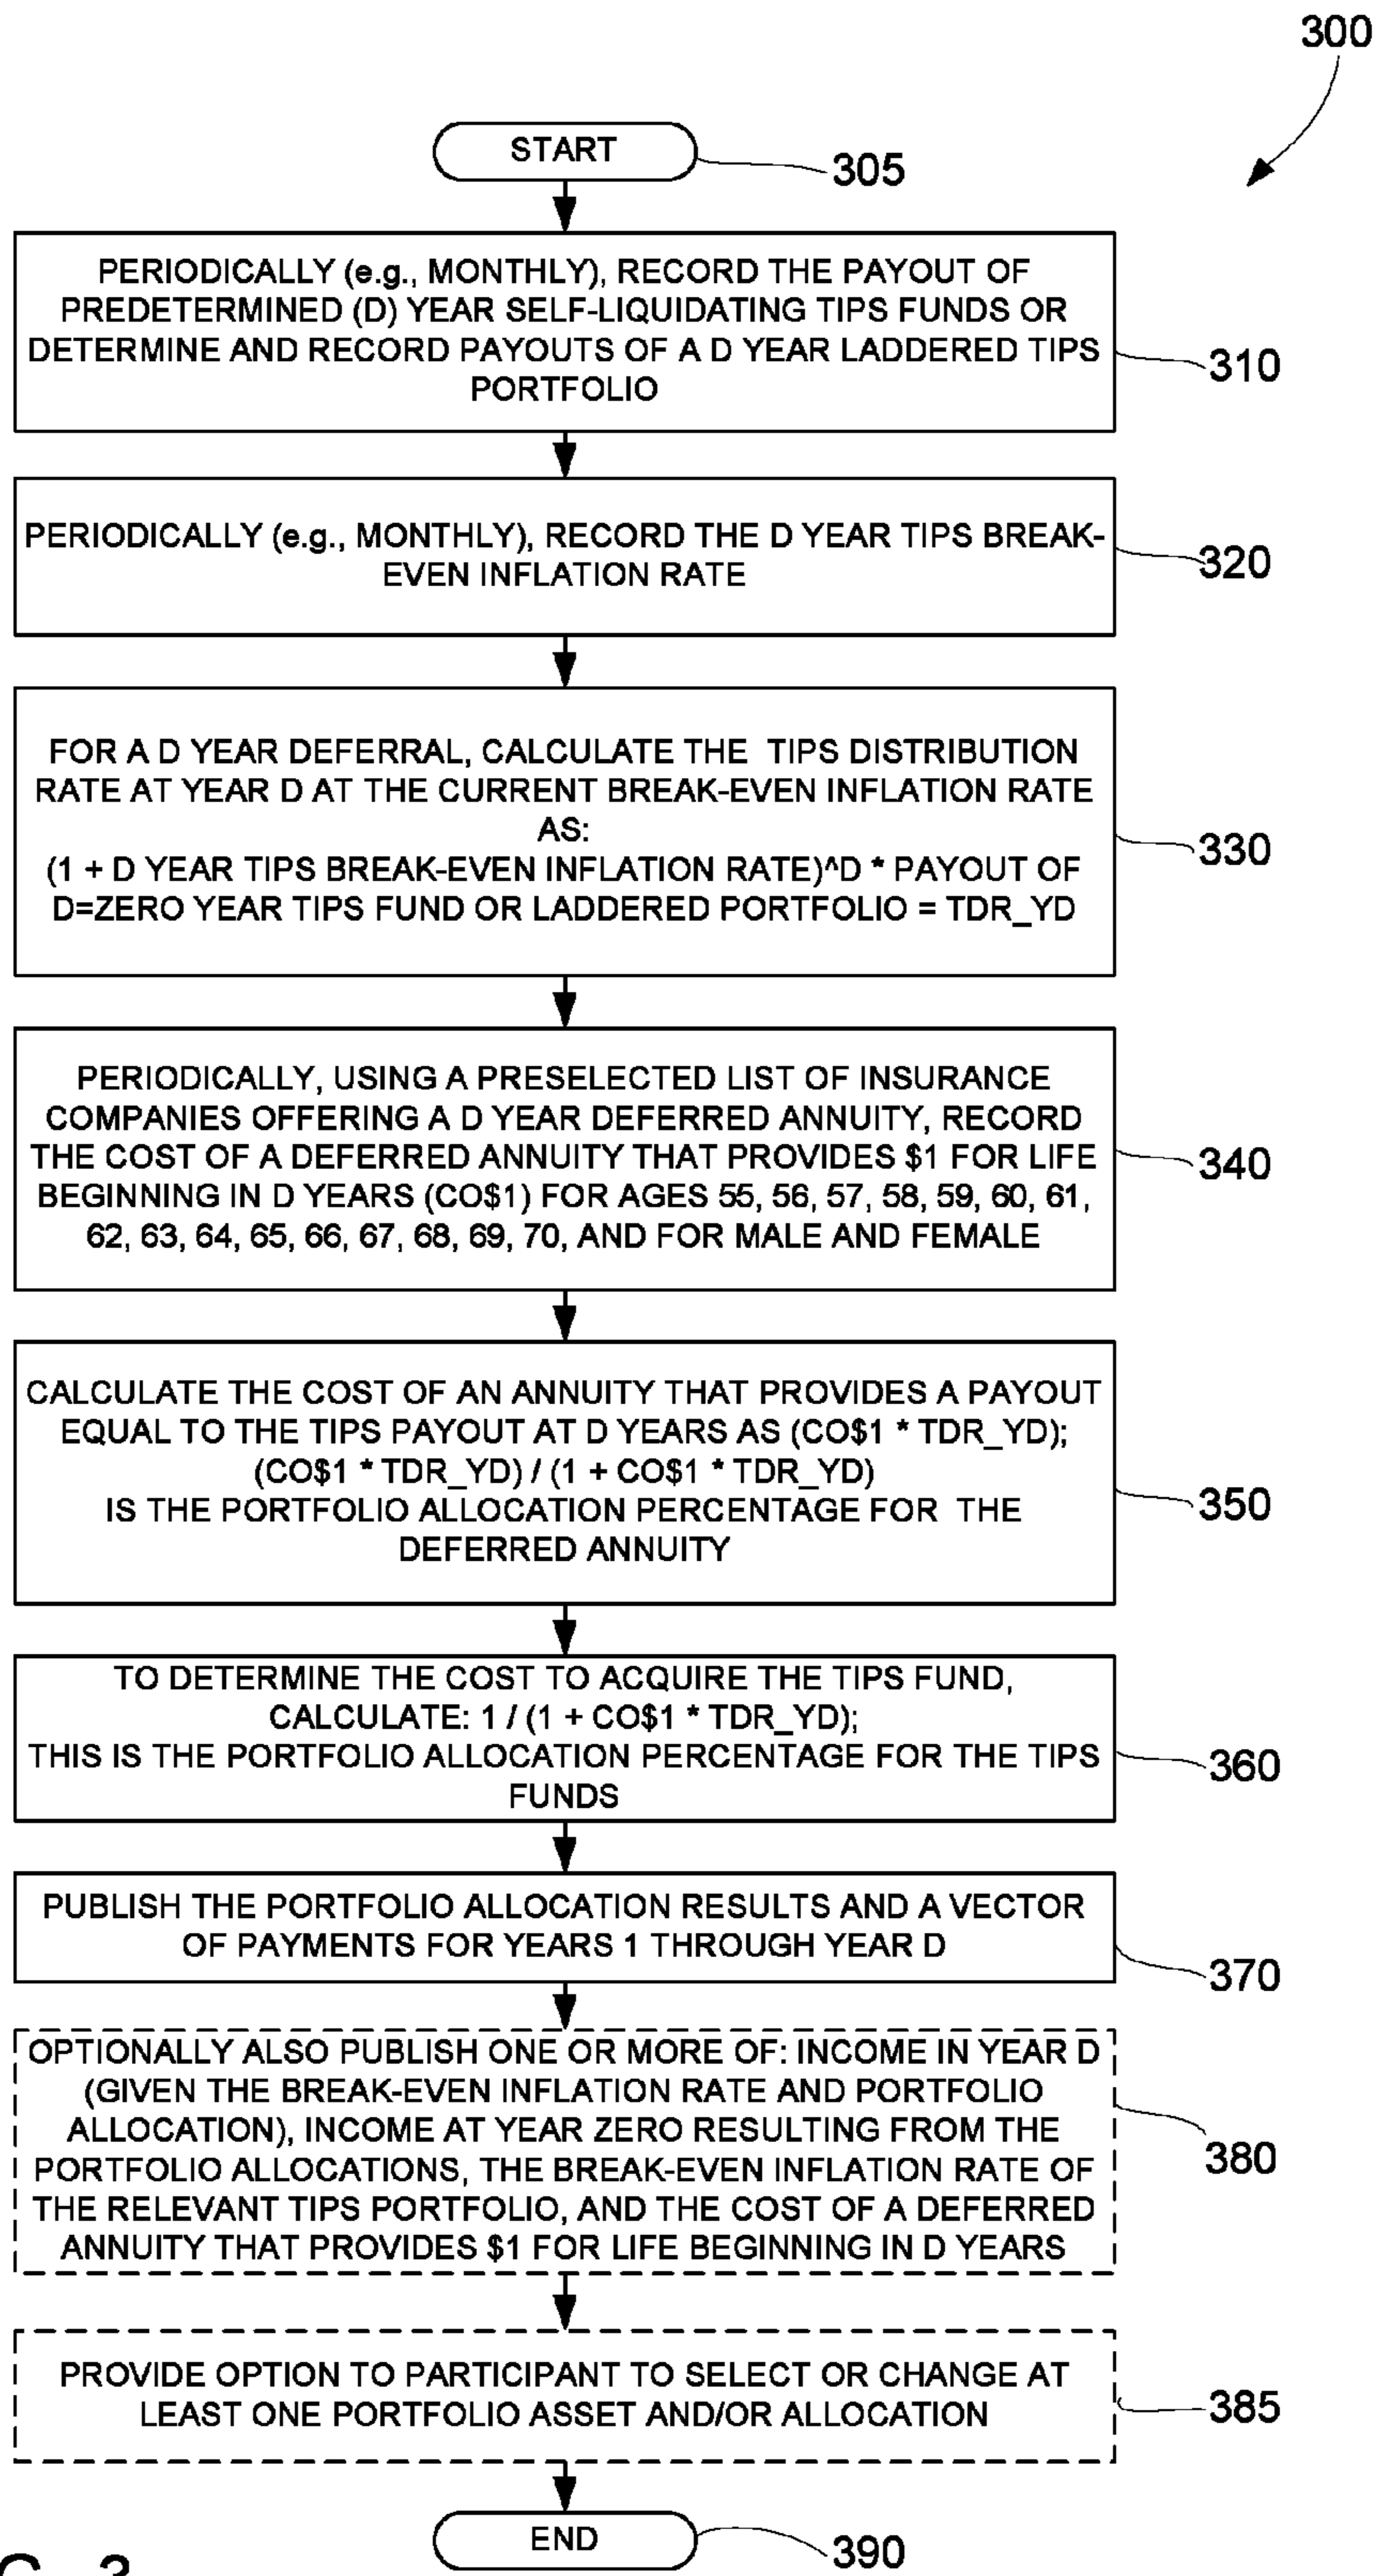 300
START
305
PERIODICALLY (e.g., MONTHLY), RECORD THE PAYOUT OF
PREDETERMINED (D) YEAR SELF-LIQUIDATING TIPS FUNDS OR
DETERMINE AND RECORD PAYOUTS OF A D YEAR LADDERED TIPS
PORTFOLIO
310
PERIODICALLY (e.g., MONTHLY), RECORD THE D YEAR TIPS BREAK-
EVEN INFLATION RATE
320
FOR A D YEAR DEFERRAL, CALCULATE THE TIPS DISTRIBUTION
RATE AT YEAR D AT THE CURRENT BREAK-EVEN INFLATION RATE
AS:
(1 + D YEAR TIPS BREAK-EVEN INFLATION RATE)^D * PAYOUT OF
D=ZERO YEAR TIPS FUND OR LADDERED PORTFOLIO = TDR_YD
330
PERIODICALLY, USING A PRESELECTED LIST OF INSURANCE
COMPANIES OFFERING A D YEAR DEFERRED ANNUITY, RECORD
THE COST OF A DEFERRED ANNUITY THAT PROVIDES $1 FOR LIFE
BEGINNING IN D YEARS (CO$1) FOR AGES 55, 56, 57, 58, 59, 60, 61,
62, 63, 64, 65, 66, 67, 68, 69, 70, AND FOR MALE AND FEMALE
340
CALCULATE THE COST OF AN ANNUITY THAT PROVIDES A PAYOUT
EQUAL TO THE TIPS PAYOUT AT D YEARS AS (CO$1 * TDR_YD);
(CO$1 * TDR_YD) / (1 + CO$1 * TDR_YD)
IS THE PORTFOLIO ALLOCATION PERCENTAGE FOR THE
DEFERRED ANNUITY
350
TO DETERMINE THE COST TO ACQUIRE THE TIPS FUND,
CALCULATE: 1 / (1 + CO$1 * TDR_YD);
THIS IS THE PORTFOLIO ALLOCATION PERCENTAGE FOR THE TIPS
FUNDS
360
PUBLISH THE PORTFOLIO ALLOCATION RESULTS AND A VECTOR
OF PAYMENTS FOR YEARS 1 THROUGH YEAR D
370
OPTIONALLY ALSO PUBLISH ONE OR MORE OF: INCOME IN YEAR D
(GIVEN THE BREAK-EVEN INFLATION RATE AND PORTFOLIO
ALLOCATION), INCOME AT YEAR ZERO RESULTING FROM THE
PORTFOLIO ALLOCATIONS, THE BREAK-EVEN INFLATION RATE OF
THE RELEVANT TIPS PORTFOLIO, AND THE COST OF A DEFERRED
ANNUITY THAT PROVIDES $1 FOR LIFE BEGINNING IN D YEARS
380
PROVIDE OPTION TO PARTICIPANT TO SELECT OR CHANGE AT
LEAST ONE PORTFOLIO ASSET AND/OR ALLOCATION
385
END
390